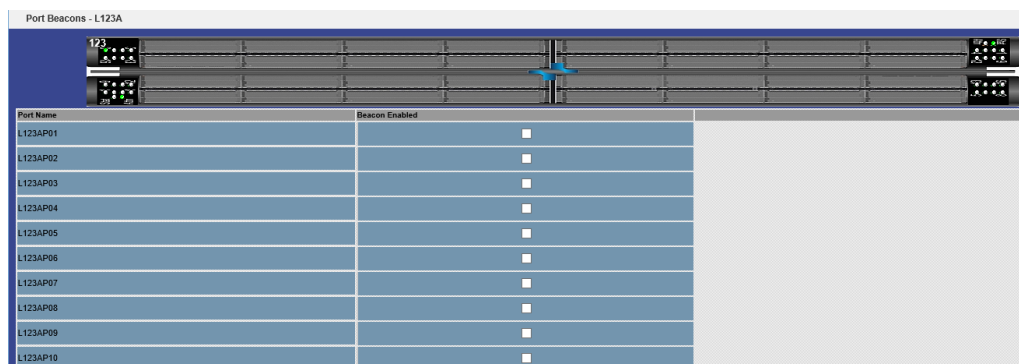 Port Beacons - L123A
123
Port Name Beacon Enabled
L123AP01
L123AP02
L123AP03
L123AP04
L123AP05
L123AP06
L123AP07
L123AP08
L123AP09
L123AP10